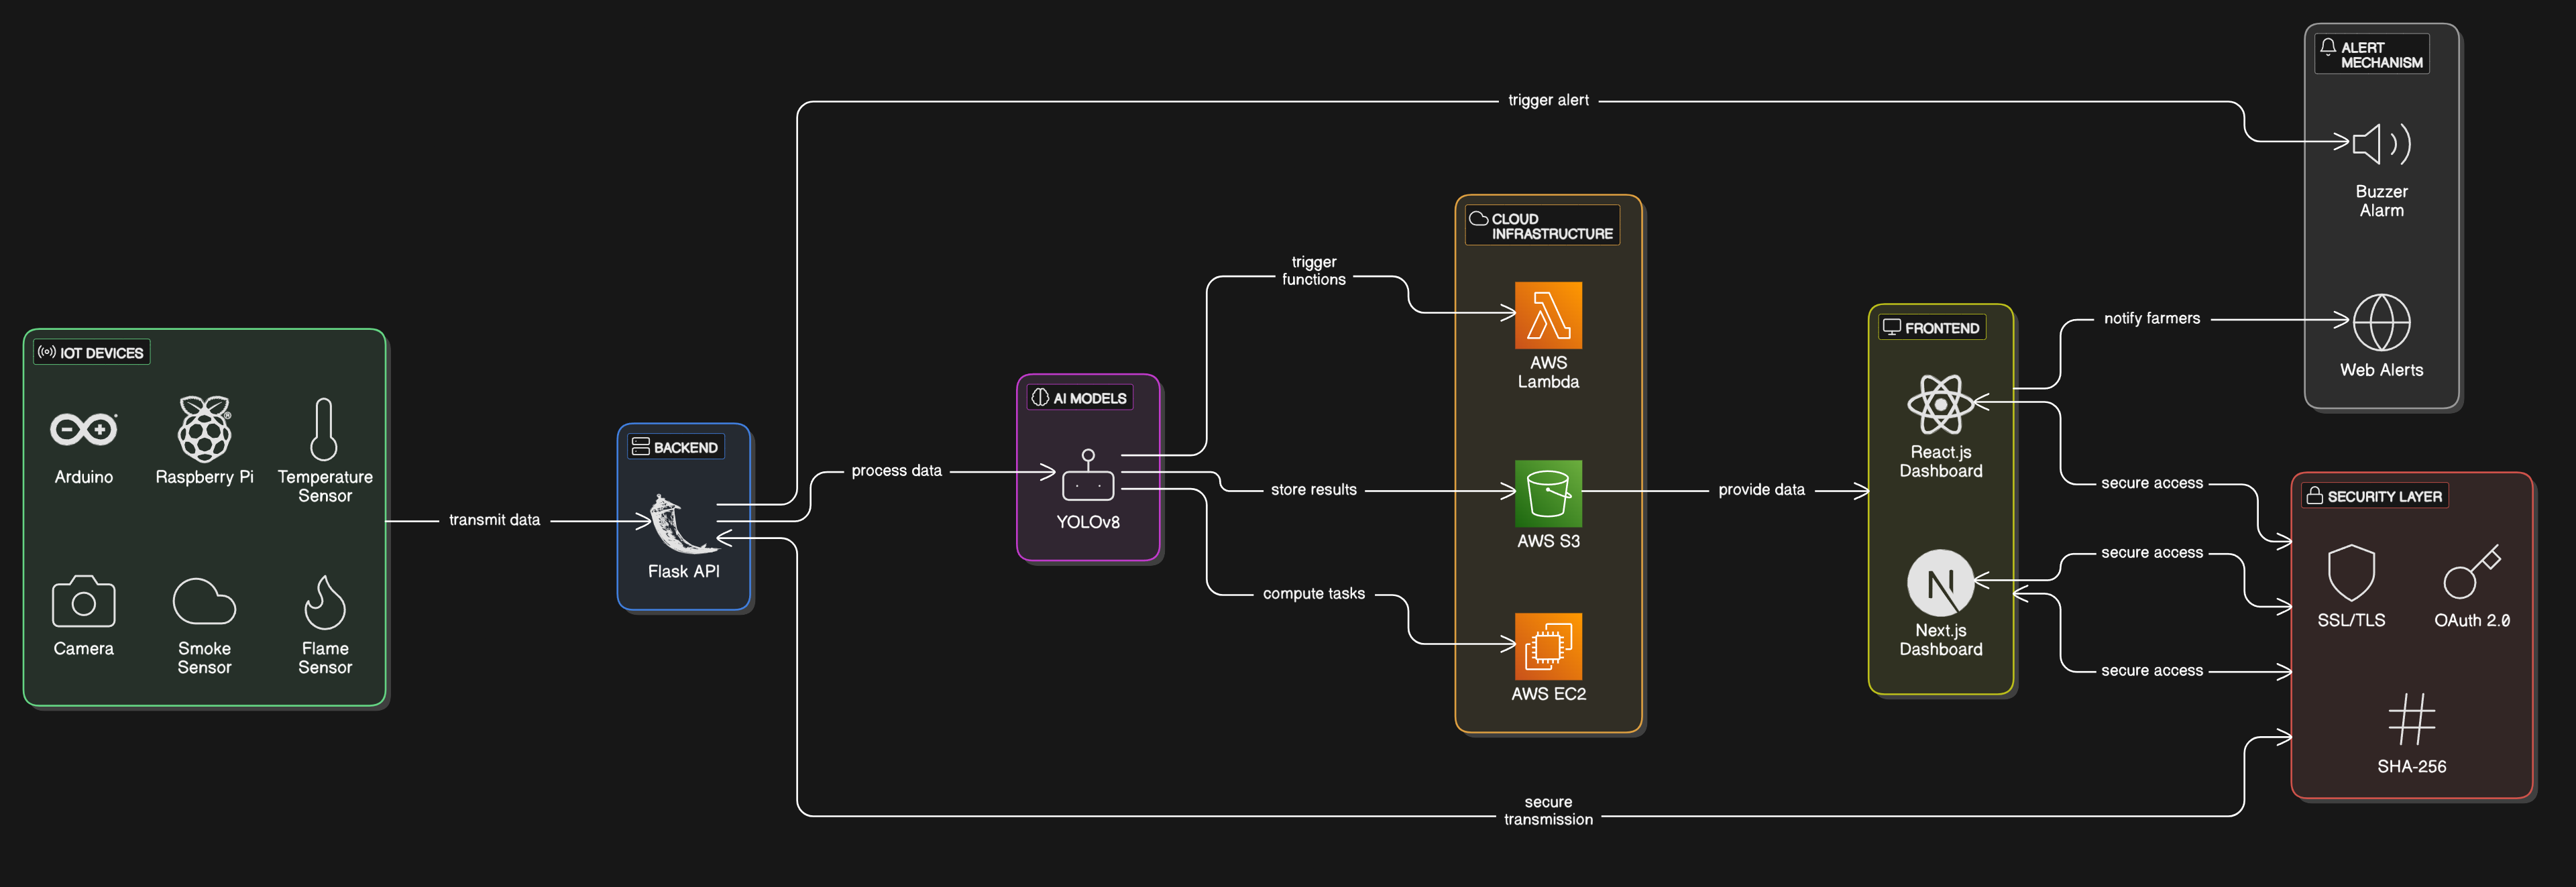 IOT DEVICES
Arduino
Raspberry Pi
Temperature
Sensor
Camera
Smoke
Sensor
Flame
Sensor
transmit data
BACKEND
Flask API
trigger alert
process data
secure
transmission
AI MODELS
YOLOv8
trigger
functions
store results
compute tasks
CLOUD
INFRASTRUCTURE
AWS
Lambda
AWS S3
AWS EC2
provide data
FRONTEND
React.js
Dashboard
Next.js
Dashboard
notify farmers
secure access
secure access
secure access
ALERT
MECHANISM
Buzzer
Alarm
Web Alerts
SECURITY LAYER
SSL/TLS
OAuth 2.0
SHA-256